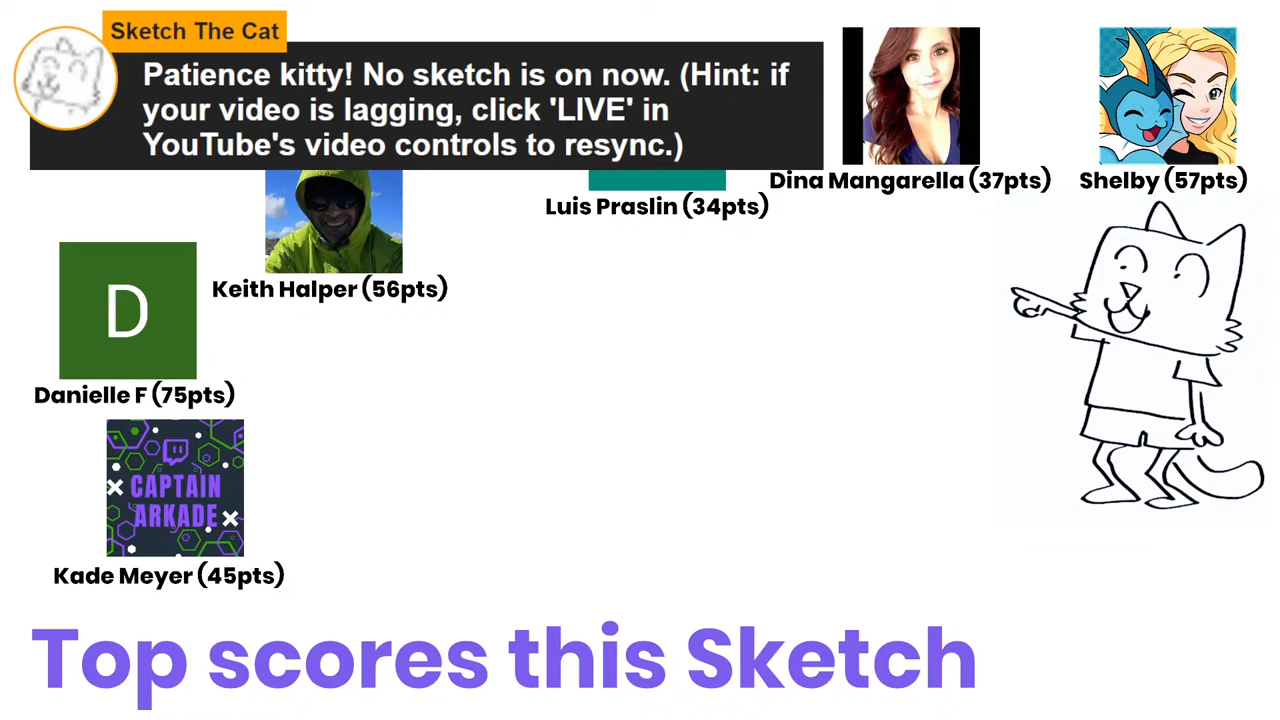 Sketch The Cat
Patience kitty! No sketch is on now. (Hint: if
your video is lagging, click 'LIVE' in
YouTube's video controls to resync.)
Dina Mangarella (37pts)
Shelby (57pts)
Luis Praslin (34pts)
Keith Halper (56pts)
D
Danielle F (75pts)
CAPTAIN
ARKADE
Kade Meyer (45pts)
Top scores this Sketch